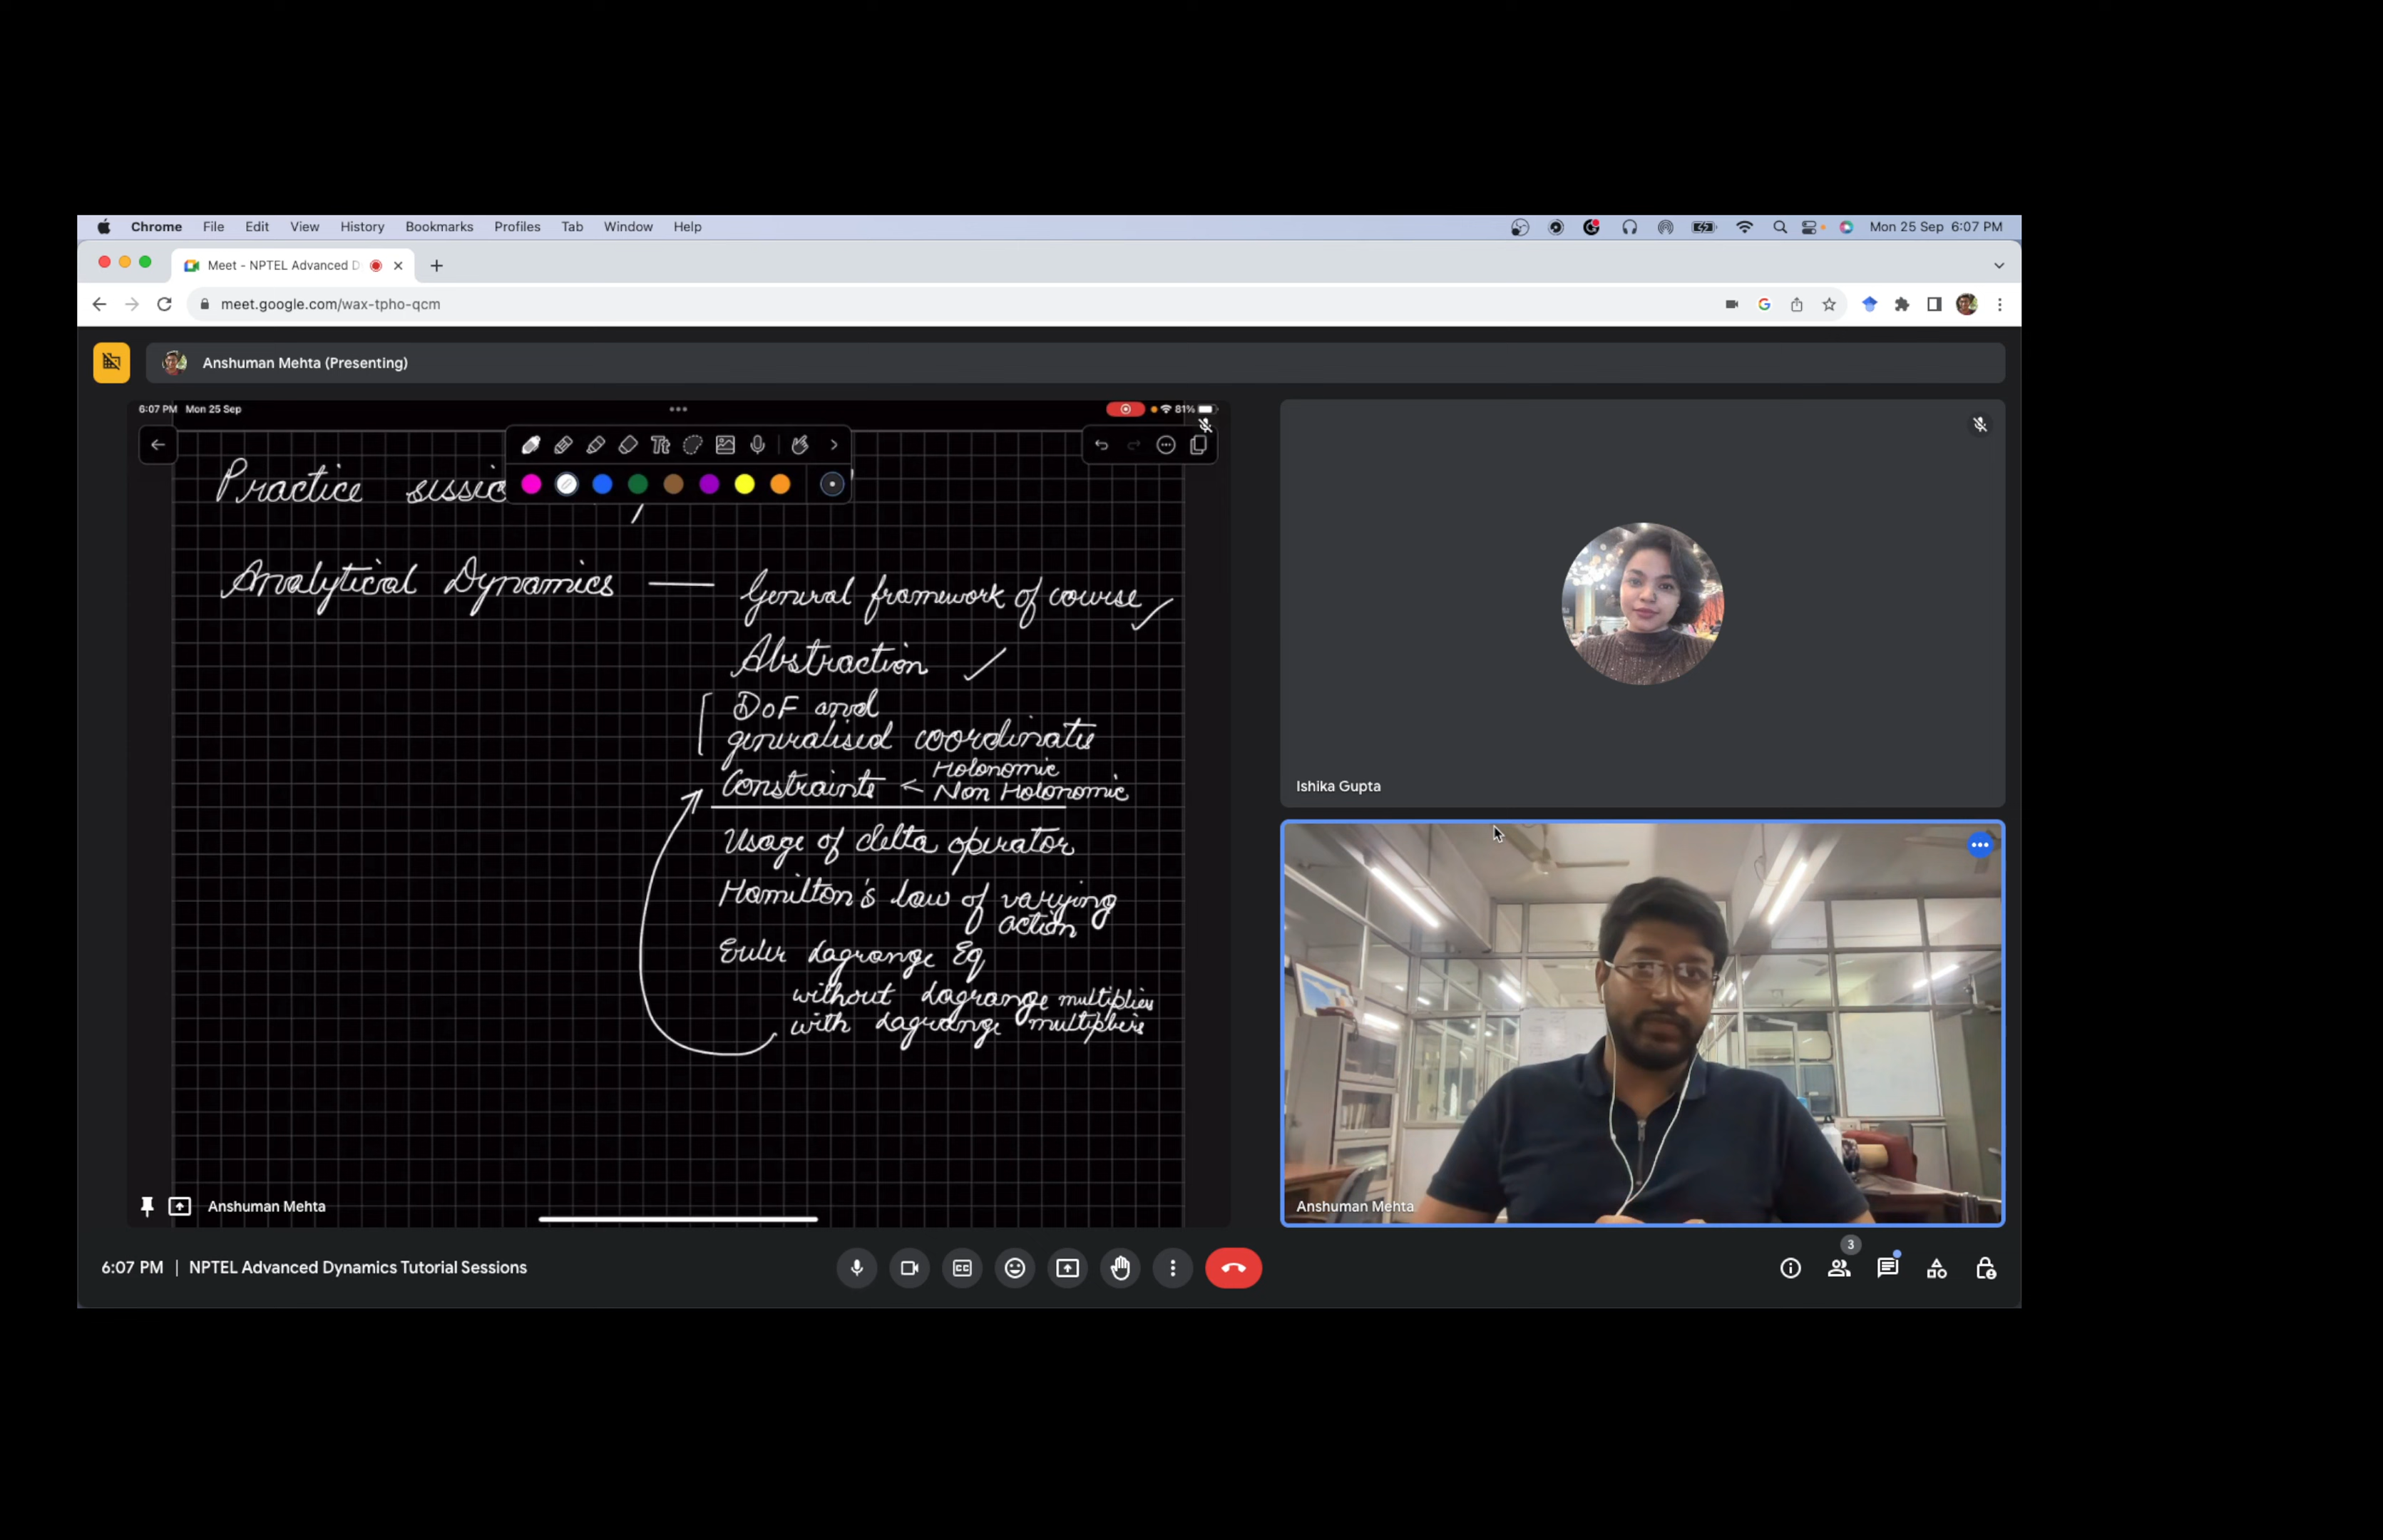 Chrome File Edit View History Bookmarks Profiles Tab Window Help Mon 25 Sep 6:07 PM
Meet - NPTEL Advanced D
meet.google.com/wax-tpho-qcm
Anshuman Mehta (Presenting)
6:07 PM Mon 25 Sep 81%
Tt
Practice
Analytical Dynamics — General framework of course
Abstraction
DoF and
generalised coordinates
Constraints < Holonomic
Non Holonomic
Usage of delta operator
Hamilton's law of varying
action
Euler Lagrange Eq
without Lagrange multipliers
with Lagrange multipliers
Anshuman Mehta
Ishika Gupta
Anshuman Mehta
6:07 PM | NPTEL Advanced Dynamics Tutorial Sessions
CC
3